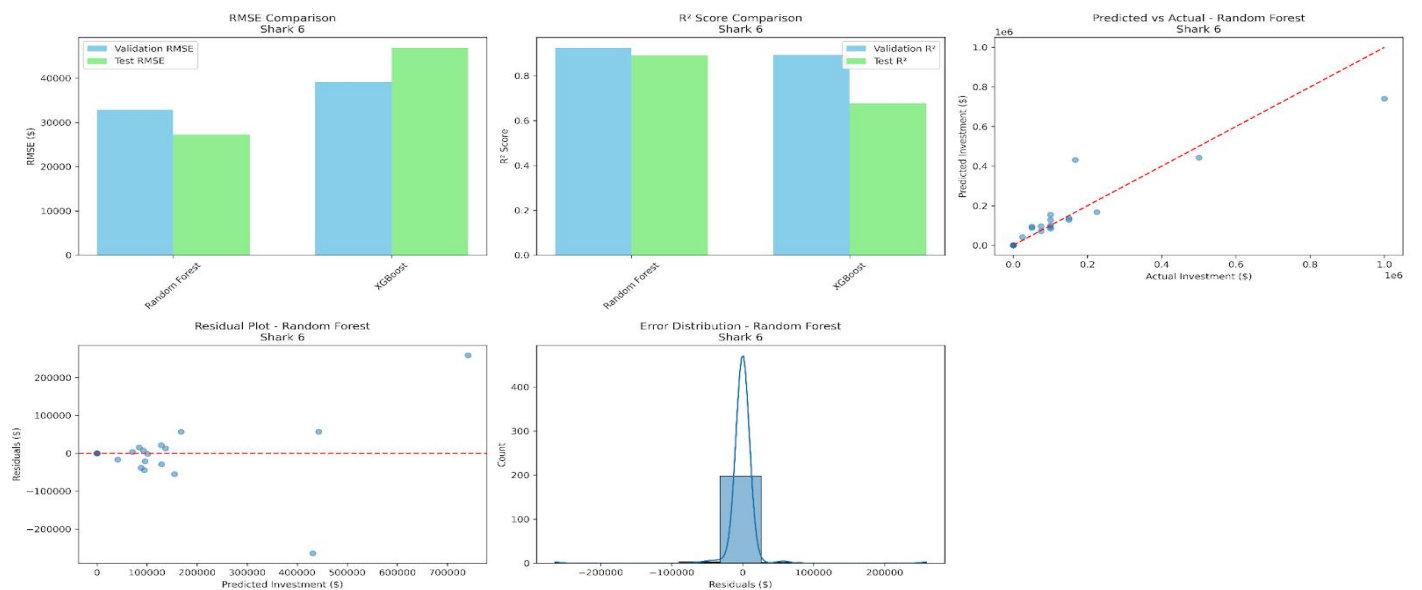 RMSE Comparison
Shark 6
Validation RMSE
Test RMSE
RMSE ($)
40000
30000
20000
10000
0
Random Forest
XGBoost
R² Score Comparison
Shark 6
Validation R²
Test R²
R² Score
0.8
0.6
0.4
0.2
0.0
Random Forest
XGBoost
Predicted vs Actual - Random Forest
Shark 6
1e6
Predicted Investment ($)
1.0
0.8
0.6
0.4
0.2
0.0
0.0 0.2 0.4 0.6 0.8 1.0
1e6
Actual Investment ($)
Residual Plot - Random Forest
Shark 6
Residuals ($)
200000
100000
0
−100000
−200000
0 100000 200000 300000 400000 500000 600000 700000
Predicted Investment ($)
Error Distribution - Random Forest
Shark 6
Count
400
300
200
100
0
−200000 −100000 0 100000 200000
Residuals ($)